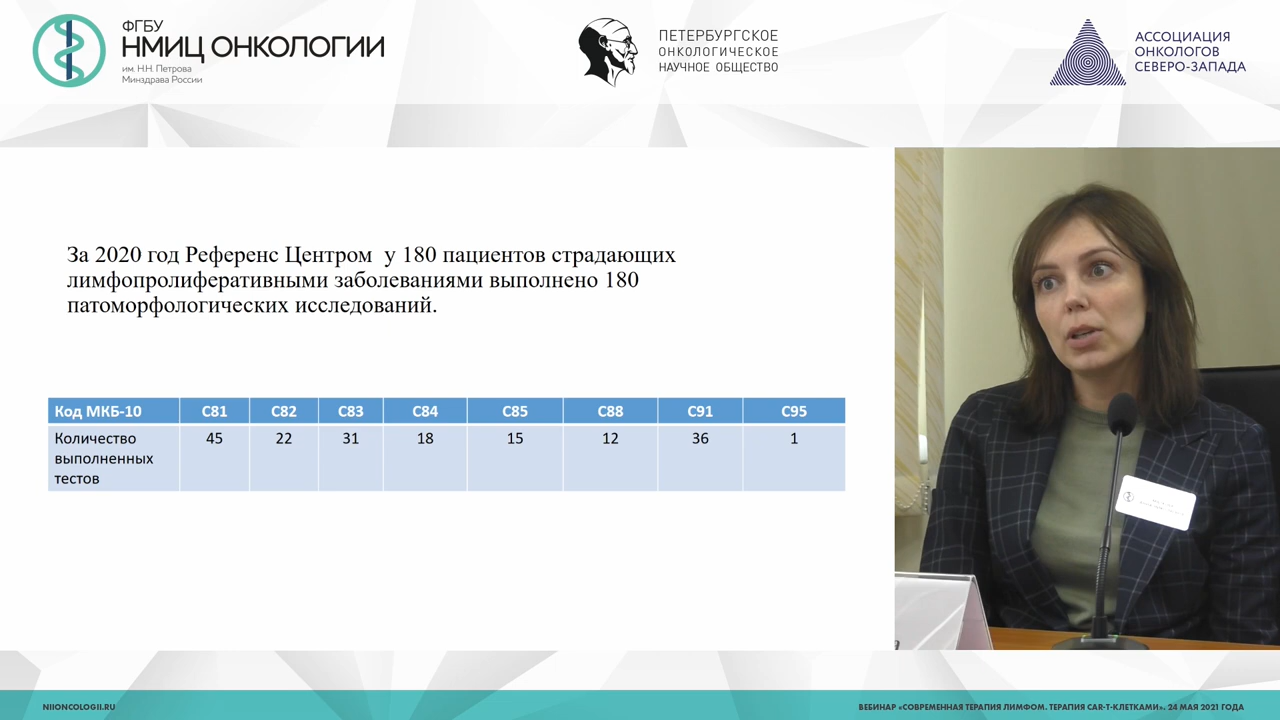 ФГБУ
НМИЦ ОНКОЛОГИИ
им. Н.Н. Петрова
Минздрава России
ПЕТЕРБУРГСКОЕ
ОНКОЛОГИЧЕСКОЕ
НАУЧНОЕ ОБЩЕСТВО
АССОЦИАЦИЯ
ОНКОЛОГОВ
СЕВЕРО-ЗАПАДА
За 2020 год Референс Центром у 180 пациентов страдающих
лимфопролиферативными заболеваниями выполнено 180
патоморфологических исследований.
Код МКБ-10 C81 C82 C83 C84 C85 C88 C91 C95
Количество 45 22 31 18 15 12 36 1
выполненных
тестов
NIIONCOLOGII.RU
ВЕБИНАР «СОВРЕМЕННАЯ ТЕРАПИЯ ЛИМФОМ. ТЕРАПИЯ CAR-T-КЛЕТКАМИ». 24 МАЯ 2021 ГОДА